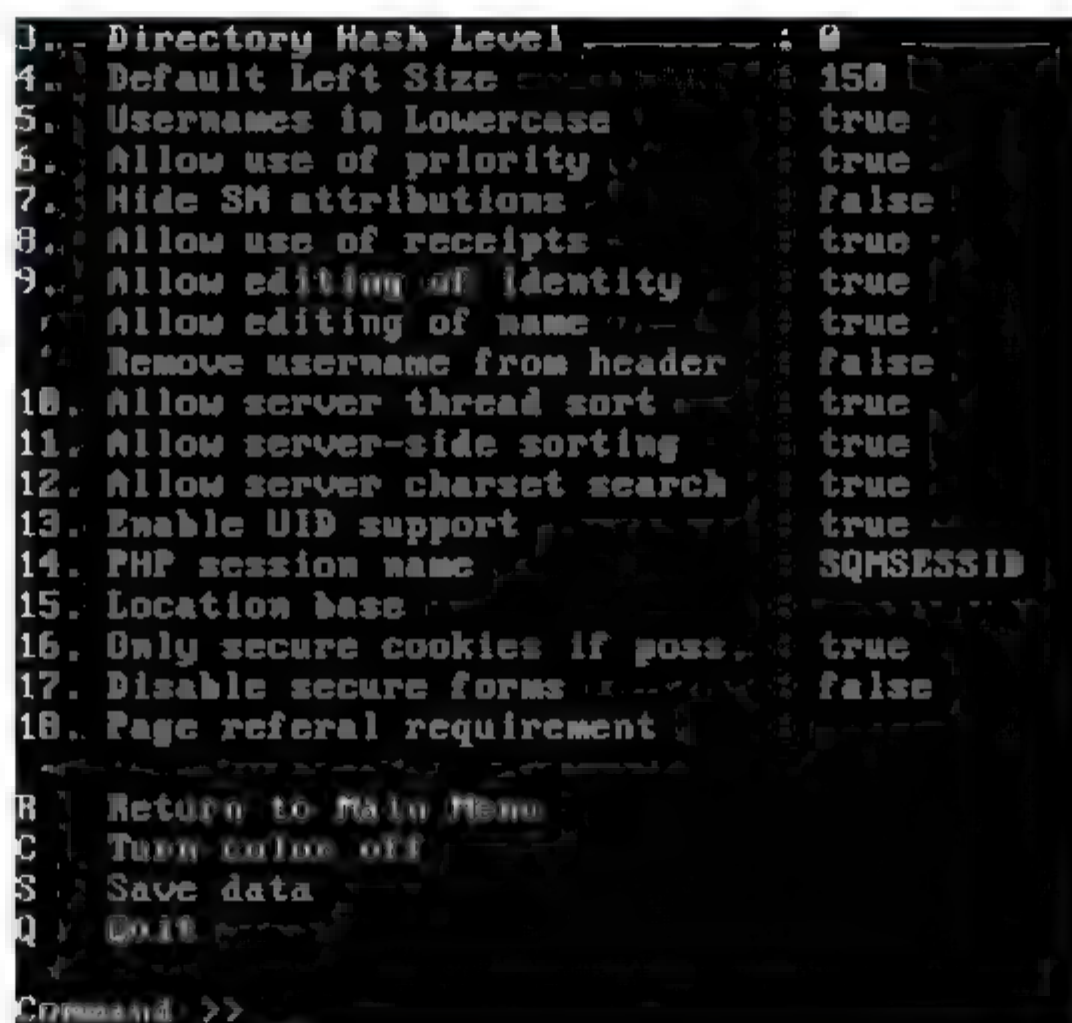 3. Directory Hash Level : 0
4. Default Left Size : 150
5. Usernames in Lowercase : true
6. Allow use of priority : true
7. Hide SM attributions : false
8. Allow use of receipts : true
9. Allow editing of identity : true
Allow editing of name : true
Remove username from header : false
10. Allow server thread sort : true
11. Allow server-side sorting : true
12. Allow server charset search : true
13. Enable UID support : true
14. PHP session name : SQMSESSID
15. Location base :
16. Only secure cookies if poss. : true
17. Disable secure forms : false
18. Page referal requirement :
R Return to Main Menu
C Turn color off
S Save data
Q Quit
Command >>